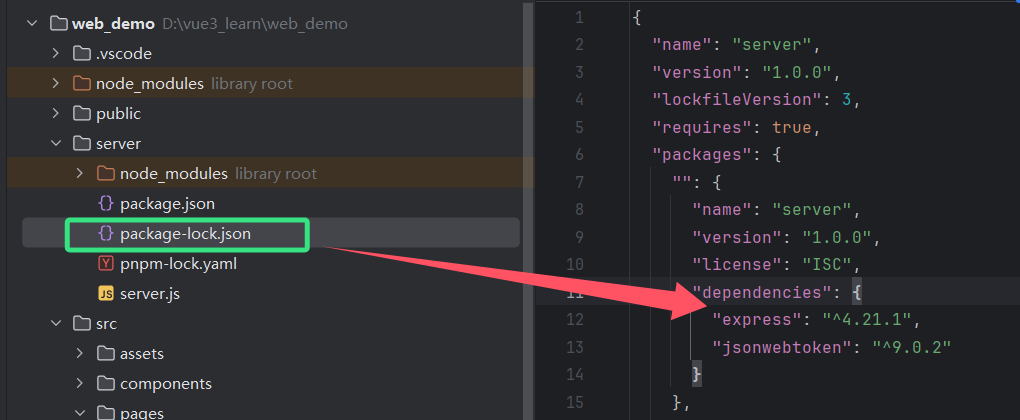 web_demo D:\vue3_learn\web_demo
.vscode
node_modules library root
public
server
node_modules library root
{} package.json
{} package-lock.json
Y pnpm-lock.yaml
JS server.js
src
assets
components
pages
1 {
2 "name": "server",
3 "version": "1.0.0",
4 "lockfileVersion": 3,
5 "requires": true,
6 "packages": {
7 "": {
8 "name": "server",
9 "version": "1.0.0",
10 "license": "ISC",
11 "dependencies": {
12 "express": "^4.21.1",
13 "jsonwebtoken": "^9.0.2"
14 }
15 },